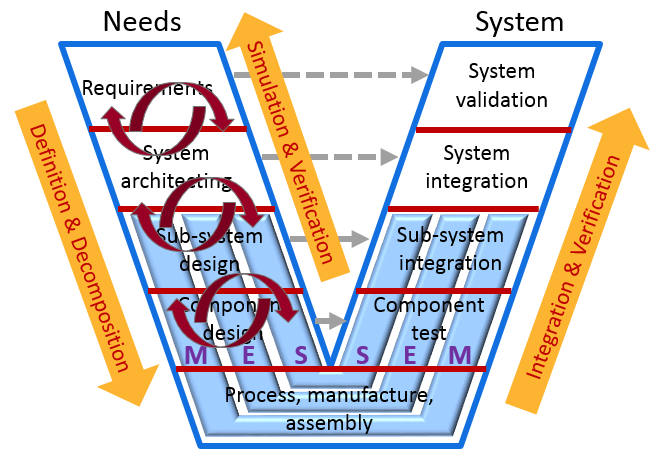 Needs
System
Requirements
System
architecting
Sub-system
design
Component
design
Simulation & Verification
Definition & Decomposition
System
validation
System
integration
Sub-system
integration
Component
test
Integration & Verification
M E S S E M
Process, manufacture,
assembly